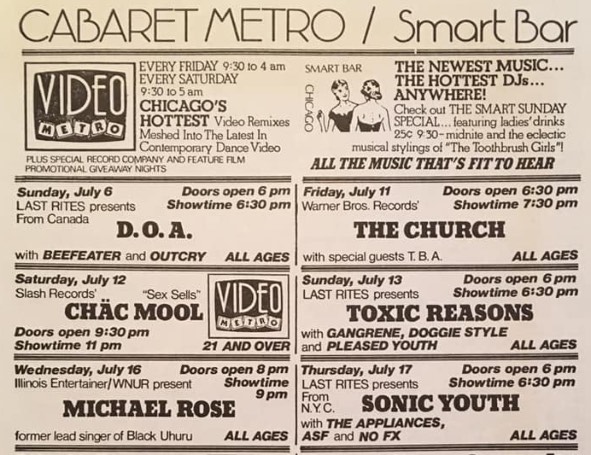 CABARET METRO / Smart Bar
VIDEO
METRO
EVERY FRIDAY 9:30 to 4 am
EVERY SATURDAY
9:30 to 5 am
CHICAGO'S
HOTTEST Video Remixes
Meshed Into The Latest In
Contemporary Dance Video
PLUS SPECIAL RECORD COMPANY AND FEATURE FILM
PROMOTIONAL GIVEAWAY NIGHTS
SMART BAR
CHICAGO
THE NEWEST MUSIC...
THE HOTTEST DJs...
ANYWHERE!
Check out THE SMART SUNDAY
SPECIAL... featuring ladies' drinks
25¢ 9:30-midnite and the eclectic
musical stylings of "The Toothbrush Girls"!
ALL THE MUSIC THAT'S FIT TO HEAR
Sunday, July 6 Doors open 6 pm
LAST RITES presents Showtime 6:30 pm
From Canada
D.O.A.
with BEEFEATER and OUTCRY ALL AGES
Friday, July 11 Doors open 6:30 pm
Warner Bros. Records' Showtime 7:30 pm
THE CHURCH
with special guests T.B.A. ALL AGES
Saturday, July 12
Slash Records' "Sex Sells"
CHÄC MOOL
Doors open 9:30 pm
Showtime 11 pm 21 AND OVER
VIDEO
METRO
Sunday, July 13 Doors open 6 pm
LAST RITES presents Showtime 6:30 pm
TOXIC REASONS
with GANGRENE, DOGGIE STYLE
and PLEASED YOUTH ALL AGES
Wednesday, July 16 Doors open 8 pm
Illinois Entertainer/WNUR present Showtime
9 pm
MICHAEL ROSE
former lead singer of Black Uhuru ALL AGES
Thursday, July 17 Doors open 6 pm
LAST RITES presents Showtime 6:30 pm
From
N.Y.C. SONIC YOUTH
with THE APPLIANCES,
ASF and NO FX ALL AGES